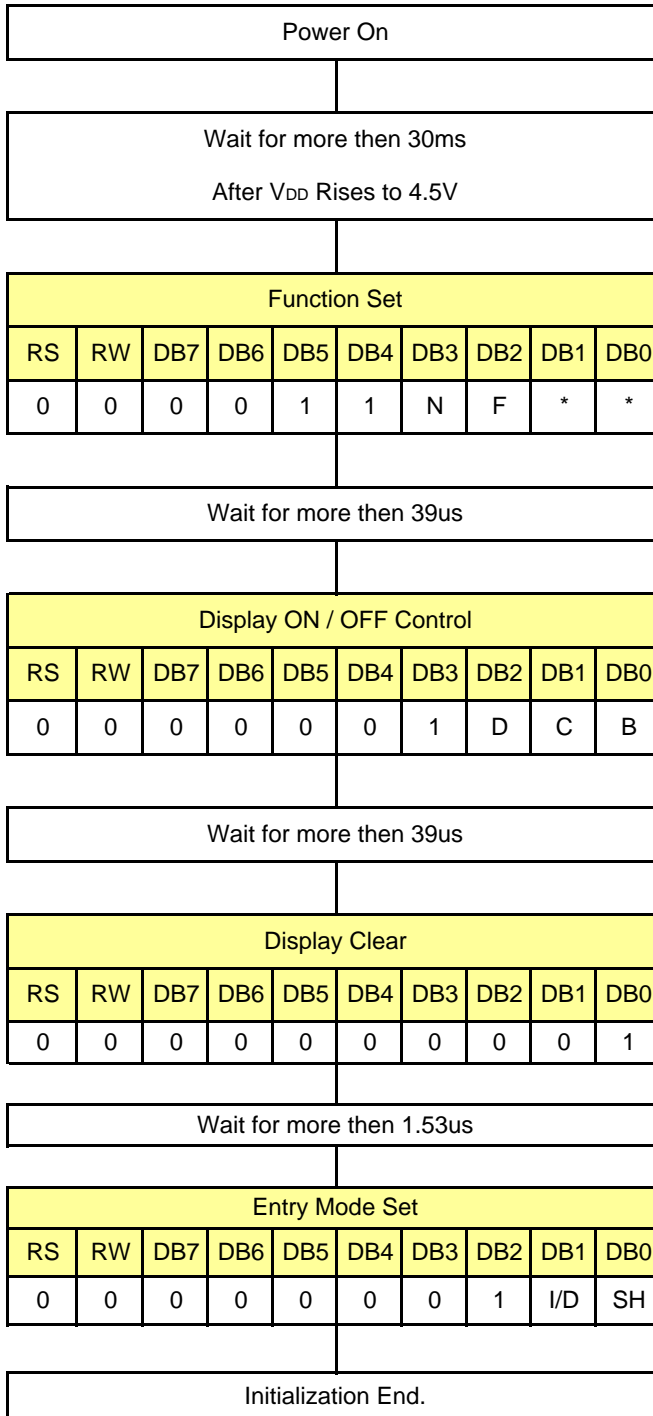 Power On
Wait for more then 30ms
After VDD Rises to 4.5V
Function Set
RS RW DB7 DB6 DB5 DB4 DB3 DB2 DB1 DB0
0 0 0 0 1 1 N F * *
Wait for more then 39us
Display ON / OFF Control
RS RW DB7 DB6 DB5 DB4 DB3 DB2 DB1 DB0
0 0 0 0 0 0 1 D C B
Wait for more then 39us
Display Clear
RS RW DB7 DB6 DB5 DB4 DB3 DB2 DB1 DB0
0 0 0 0 0 0 0 0 0 1
Wait for more then 1.53us
Entry Mode Set
RS RW DB7 DB6 DB5 DB4 DB3 DB2 DB1 DB0
0 0 0 0 0 0 0 1 I/D SH
Initialization End.